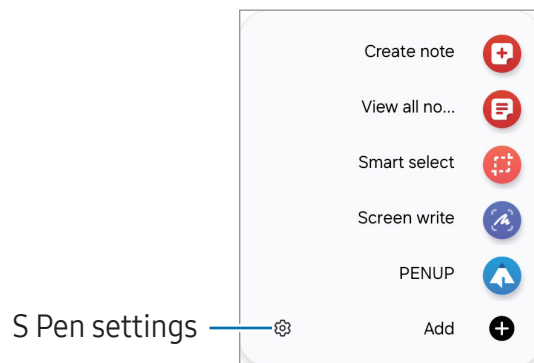 Create note
View all no...
Smart select
Screen write
PENUP
S Pen settings
Add